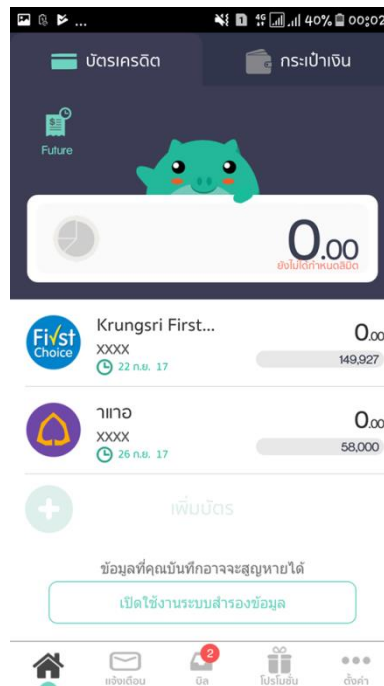 ... 1 4G 40% 00:02
บัตรเครดิต กระเป๋าเงิน
Future
0.00
ยังไม่ได้กำหนดลิมิต
First Choice
Krungsri First...
0.00
XXXX
149,927
22 ก.ย. 17
าแาอ
0.00
XXXX
58,000
26 ก.ย. 17
เพิ่มบัตร
ข้อมูลที่คุณบันทึกอาจจะสูญหายได้
เปิดใช้งานระบบสำรองข้อมูล
2
แจ้งเตือน บิล โปรโมชั่น ตั้งค่า